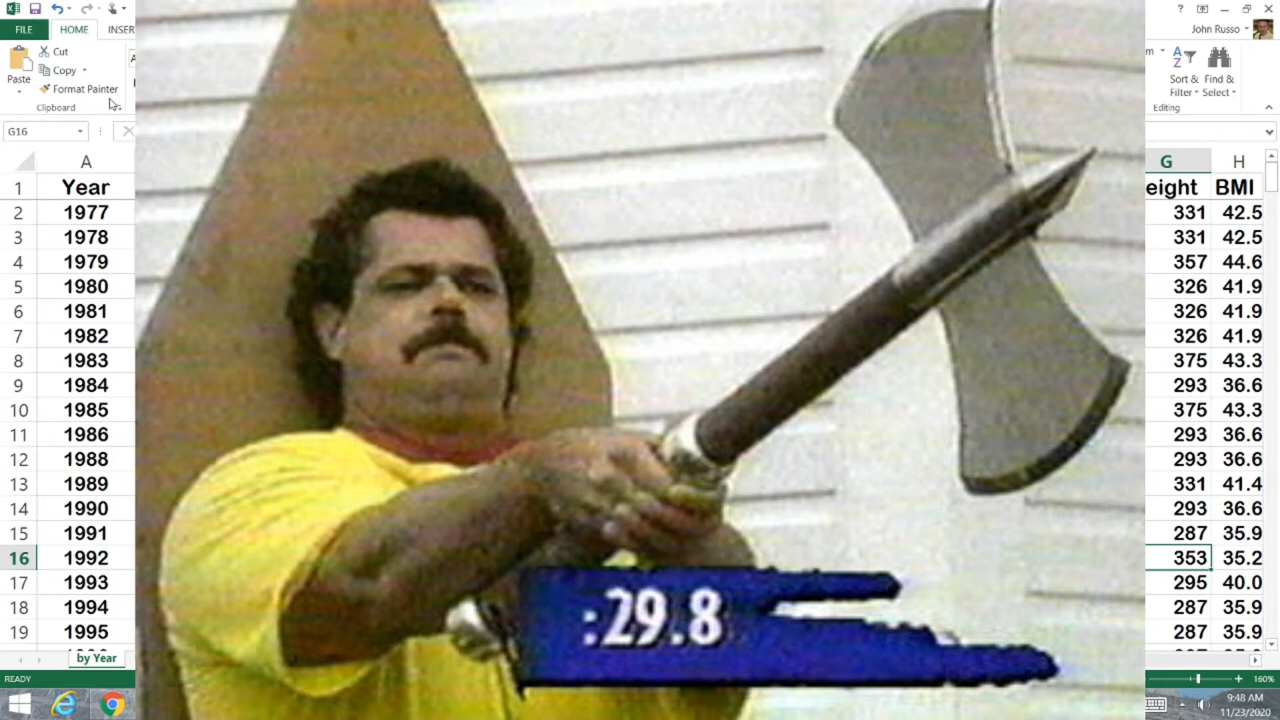 FILE HOME INSER
John Russo
Cut
Copy
Format Painter
Paste
Clipboard
Sort & Find &
Filter Select
Editing
G16
A G H
1 Year eight BMI
2 1977 331 42.5
3 1978 331 42.5
4 1979 357 44.6
5 1980 326 41.9
6 1981 326 41.9
7 1982 326 41.9
8 1983 375 43.3
9 1984 293 36.6
10 1985 375 43.3
11 1986 293 36.6
12 1988 293 36.6
13 1989 331 41.4
14 1990 293 36.6
15 1991 287 35.9
16 1992 353 35.2
17 1993 295 40.0
18 1994 287 35.9
19 1995 287 35.9
:29.8
by Year
READY 160%
9:48 AM
11/23/2020